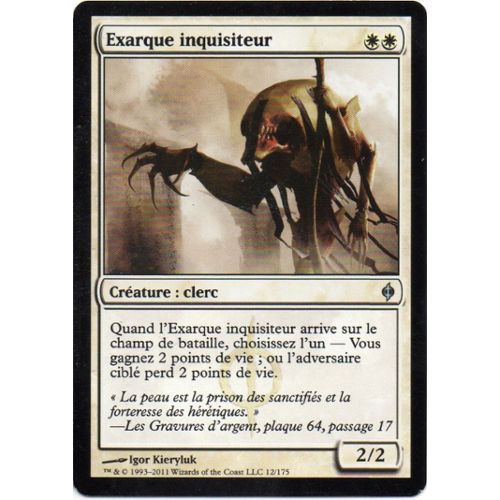 Exarque inquisiteur
Créature : clerc
Quand l'Exarque inquisiteur arrive sur le
champ de bataille, choisissez l'un — Vous
gagnez 2 points de vie ; ou l'adversaire
ciblé perd 2 points de vie.
« La peau est la prison des sanctifiés et la
forteresse des hérétiques. »
—Les Gravures d'argent, plaque 64, passage 17
Igor Kieryluk
™ & © 1993–2011 Wizards of the Coast LLC 12/175
2/2